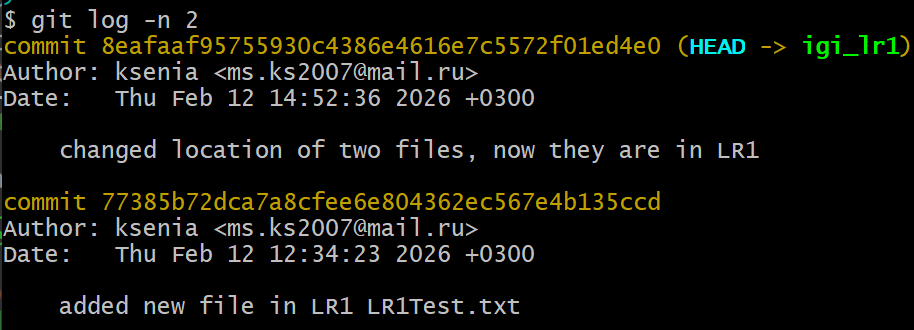 $ git log -n 2
commit 8eafaaf95755930c4386e4616e7c5572f01ed4e0 (HEAD -> igi_lr1)
Author: ksenia <ms.ks2007@mail.ru>
Date:   Thu Feb 12 14:52:36 2026 +0300
changed location of two files, now they are in LR1
commit 77385b72dca7a8cfee6e804362ec567e4b135ccd
Author: ksenia <ms.ks2007@mail.ru>
Date:   Thu Feb 12 12:34:23 2026 +0300
added new file in LR1 LR1Test.txt